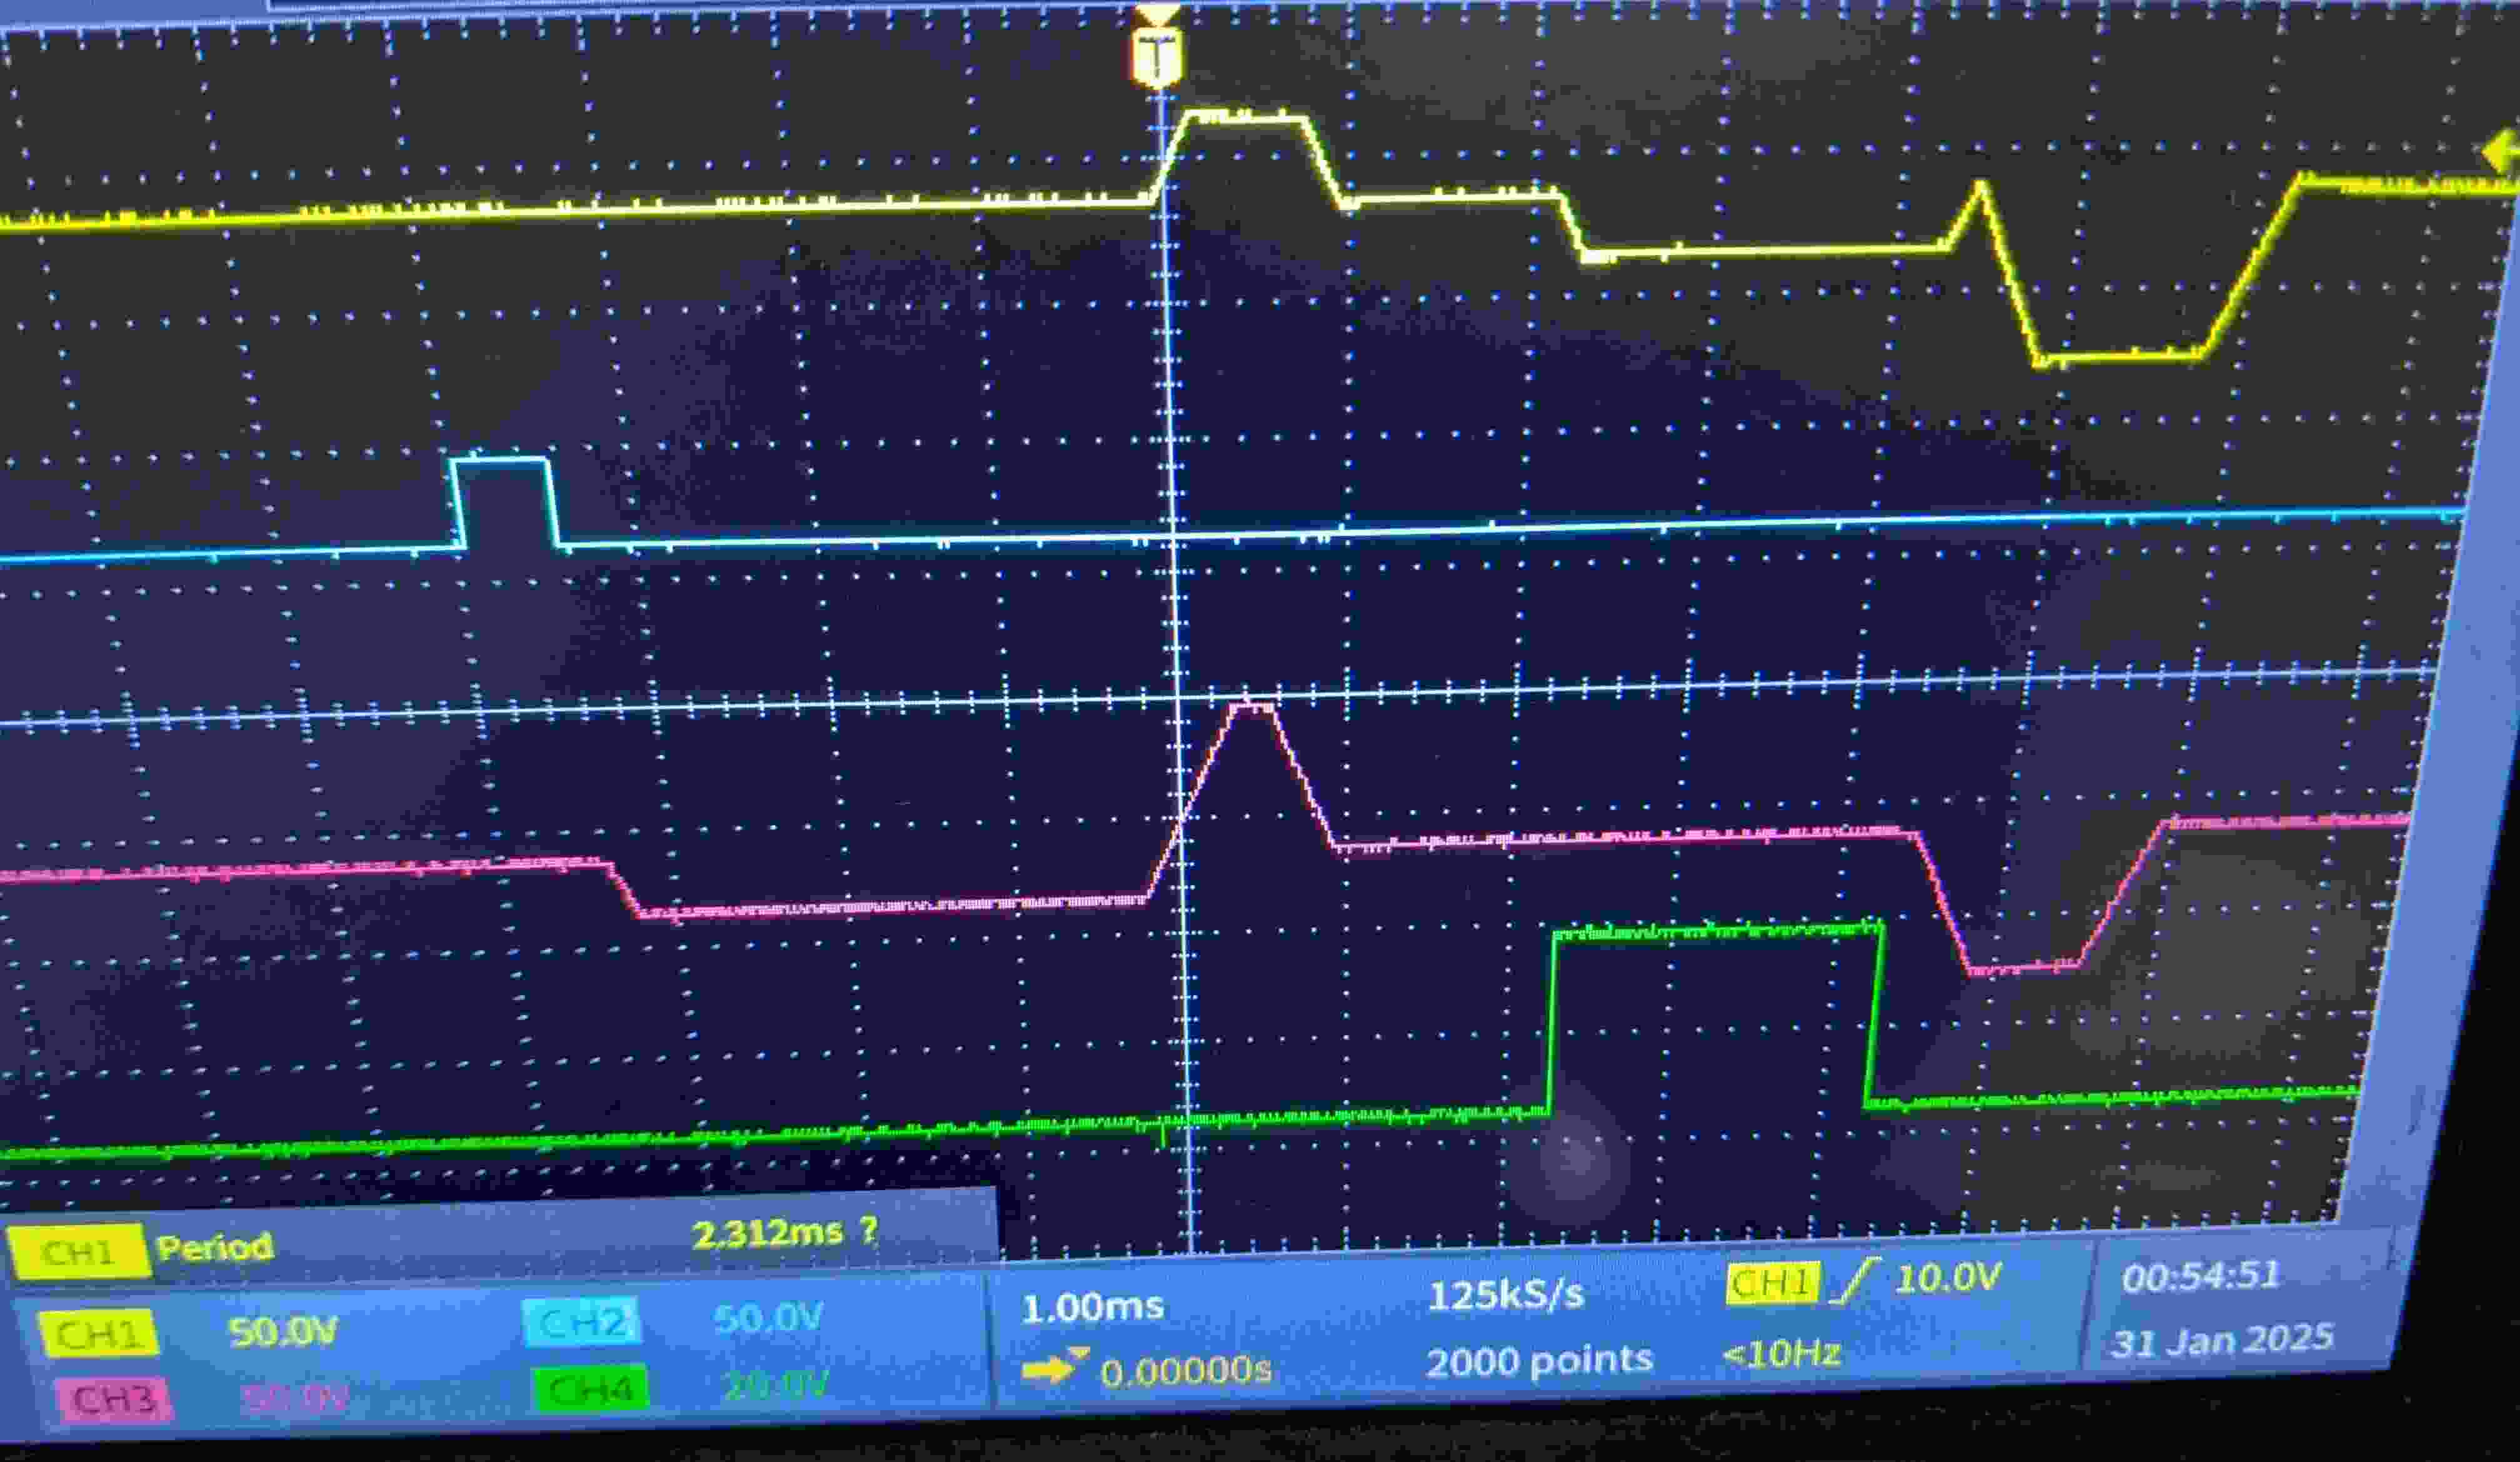 T
CH1 Period 2.312ms ?
CH1 50.0V CH2 50.0V 1.00ms 125kS/s CH1 10.0V 00:54:51
CH3 50.0V CH4 20.0V 0.00000s 2000 points <10Hz 31 Jan 2025